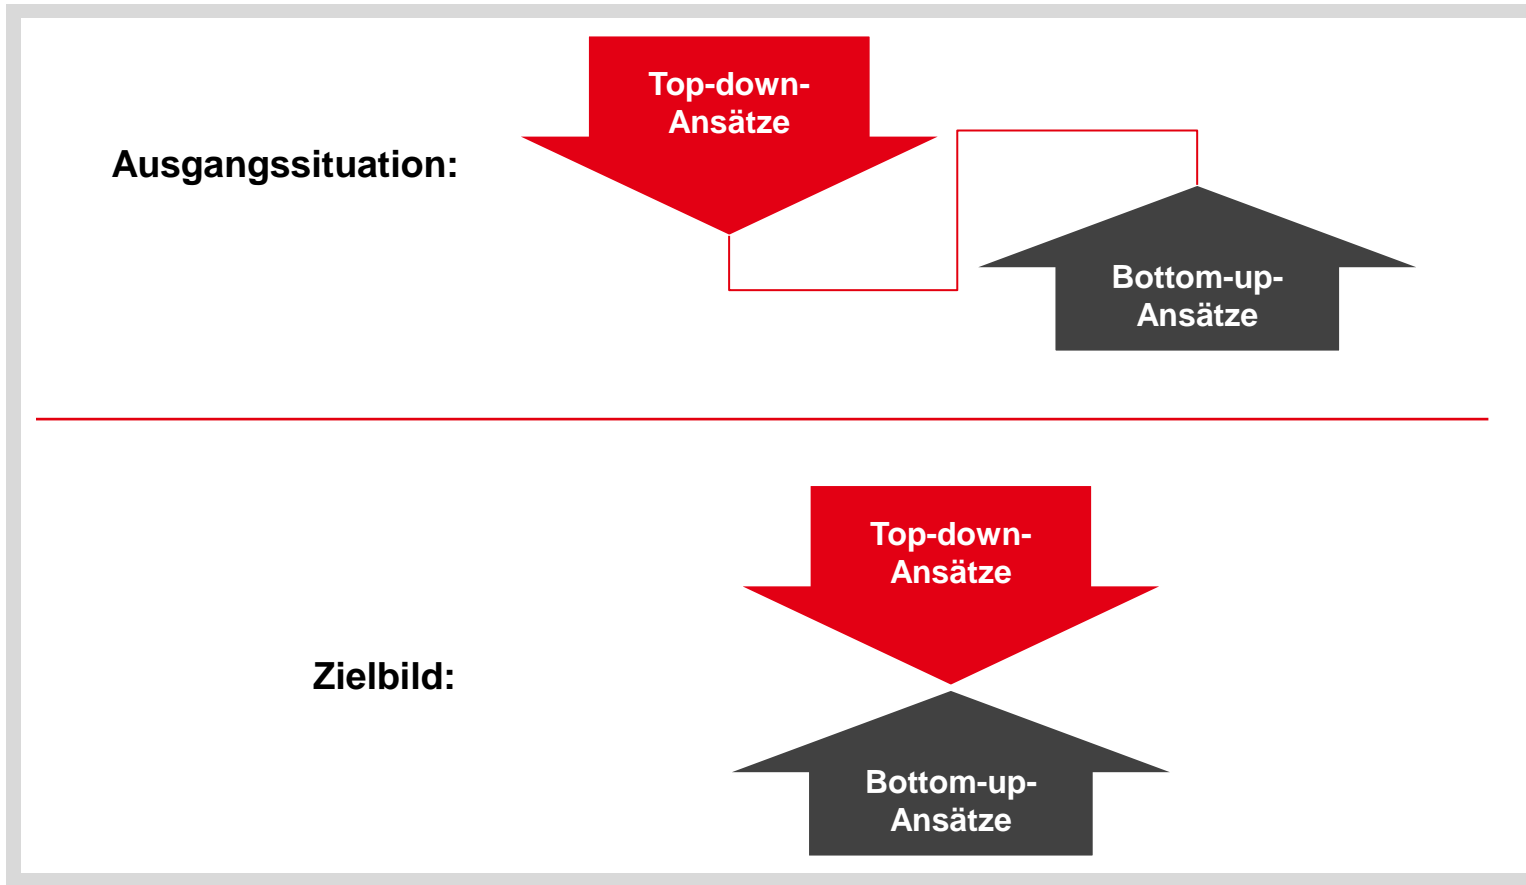 Top-down-
Ansätze
Ausgangssituation:
Bottom-up-
Ansätze
Top-down-
Ansätze
Zielbild:
Bottom-up-
Ansätze